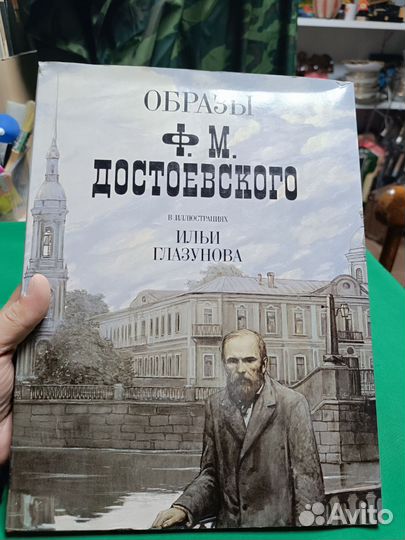 ОБРАЗЫ
Ф. М.
ДОСТОЕВСКОГО
В ИЛЛЮСТРАЦИЯХ
ИЛЬИ
ГЛАЗУНОВА
Avito